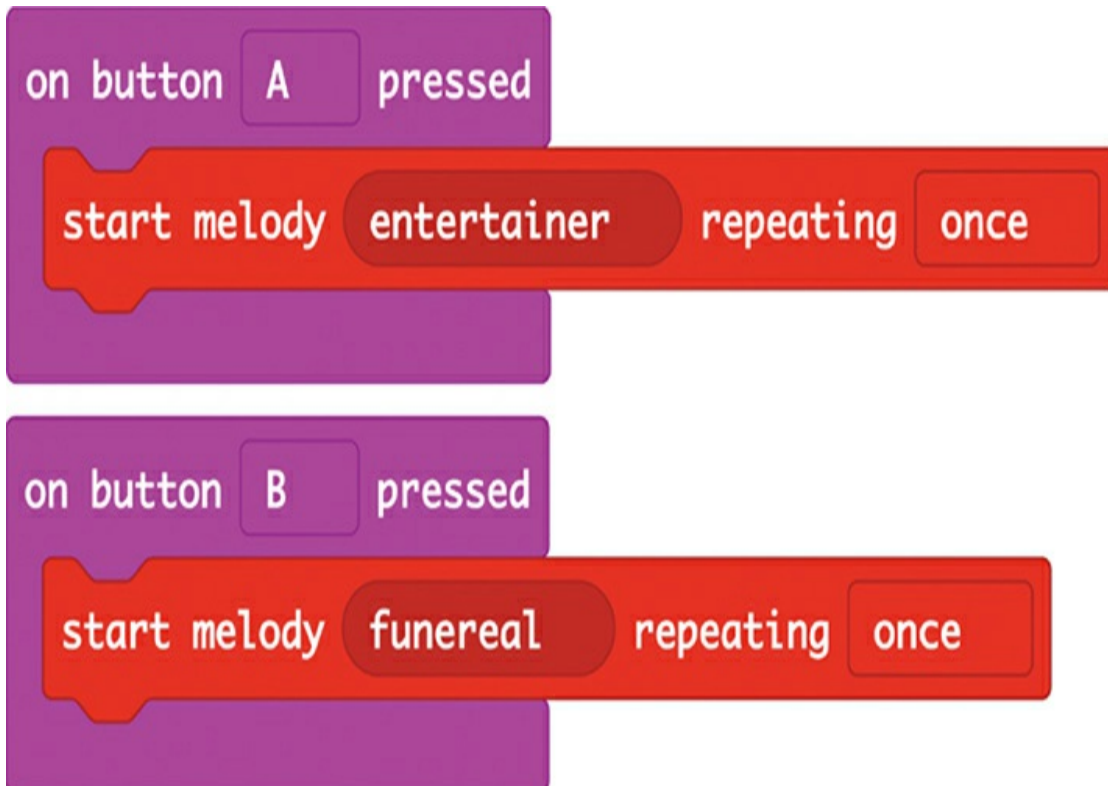 on button A pressed
start melody entertainer repeating once
on button B pressed
start melody funereal repeating once